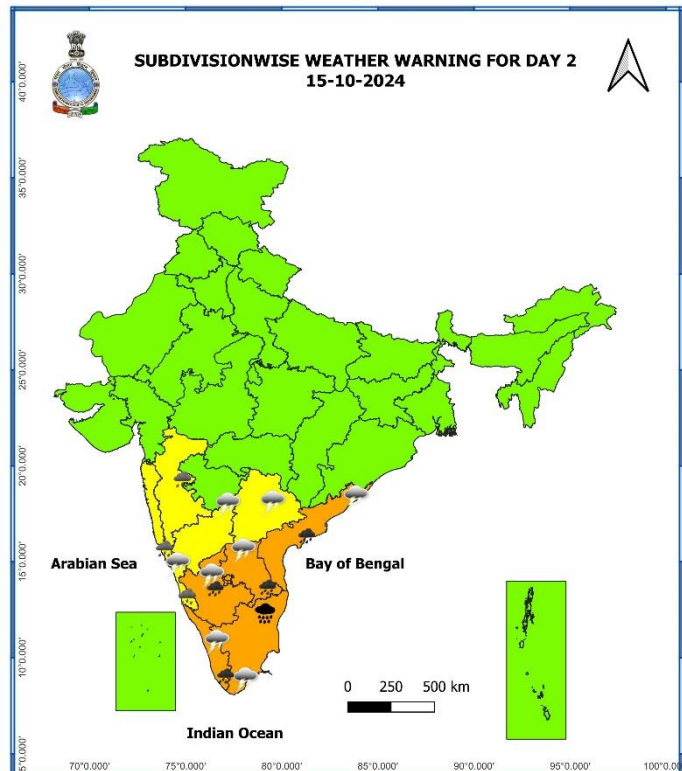 SUBDIVISIONWISE WEATHER WARNING FOR DAY 2
15-10-2024
40°0.000'
35°0.000'
30°0.000'
25°0.000'
20°0.000'
15°0.000'
10°0.000'
5°0.000'
Arabian Sea
Bay of Bengal
0 250 500 km
Indian Ocean
70°0.000' 75°0.000' 80°0.000' 85°0.000' 90°0.000' 95°0.000' 100°0.00